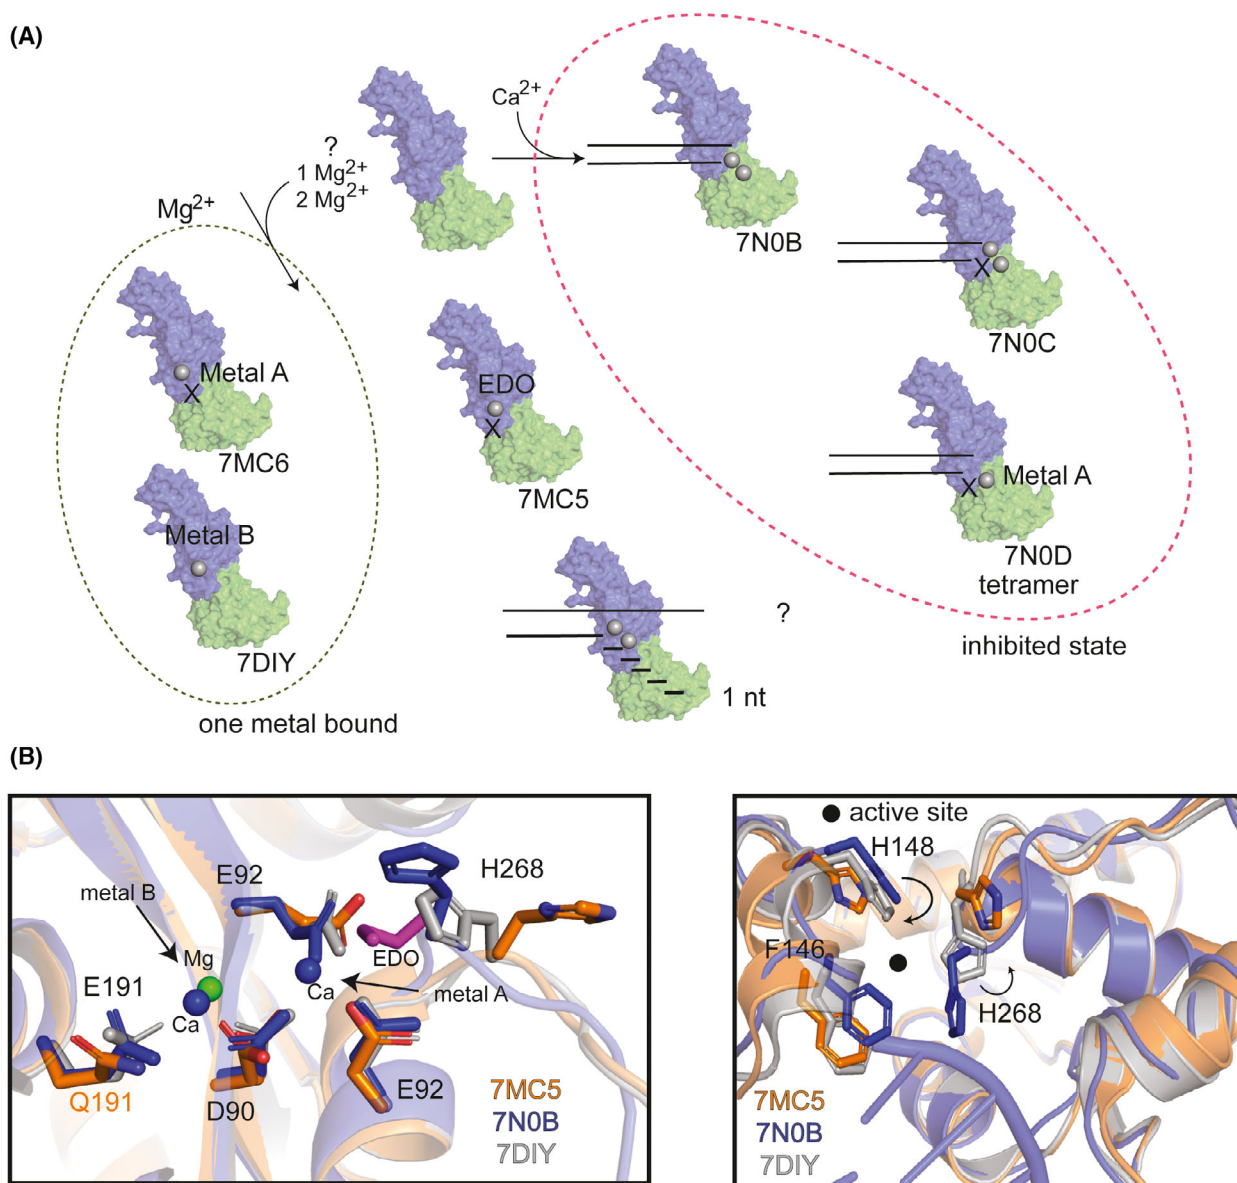 (A)
Ca2+
?
1 Mg2+
2 Mg2+
Mg2+
7N0B
7N0C
Metal A
X
7MC6
EDO
X
7MC5
X
Metal A
X
7N0D
tetramer
Metal B
7DIY
?
inhibited state
1 nt
one metal bound
(B)
E92
H268
metal B
Mg
EDO
E191
Ca
Ca
metal A
Q191
D90
E92
7MC5
7N0B
7DIY
active site
H148
F146
H268
7MC5
7N0B
7DIY